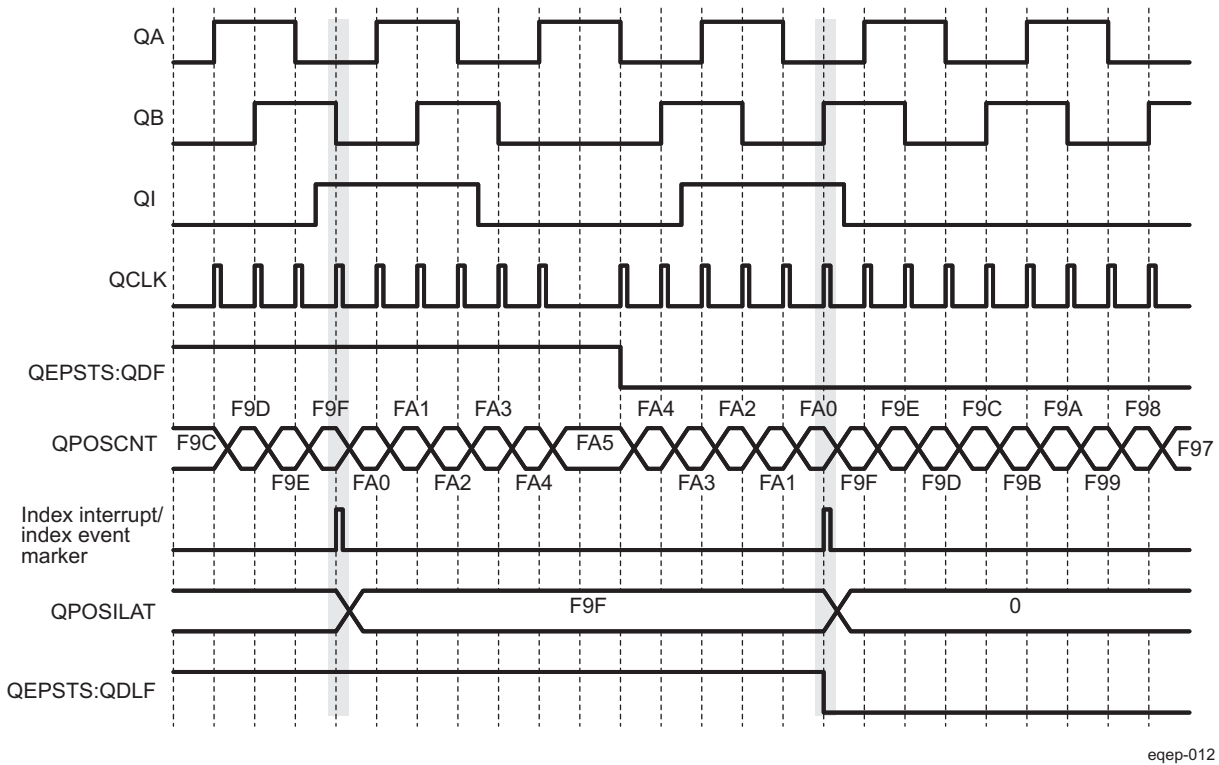 QA
QB
QI
QCLK
QEPSTS:QDF
F9D F9F FA1 FA3 FA4 FA2 FA0 F9E F9C F9A F98
QPOSCNT F9C FA5 F97
F9E FA0 FA2 FA4 FA3 FA1 F9F F9D F9B F99
Index interrupt/
index event
marker
QPOSILAT F9F 0
QEPSTS:QDLF
eqep-012